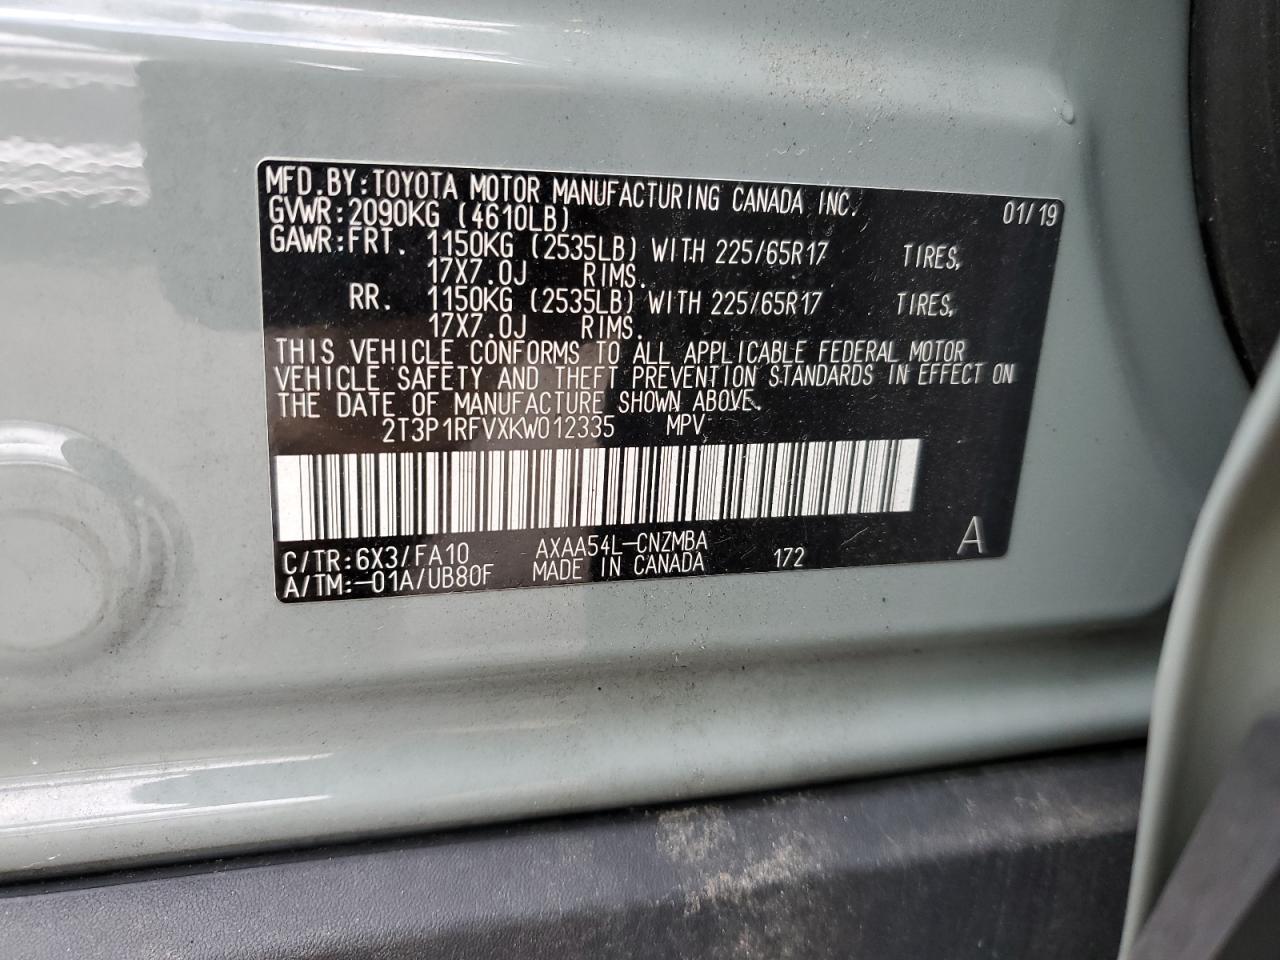 MFD.BY:TOYOTA MOTOR MANUFACTURING CANADA INC. 01/19
GVWR:2090KG (4610LB)
GAWR:FRT. 1150KG (2535LB) WITH 225/65R17 TIRES,
17X7.0J RIMS.
RR. 1150KG (2535LB) WITH 225/65R17 TIRES,
17X7.0J RIMS.
THIS VEHICLE CONFORMS TO ALL APPLICABLE FEDERAL MOTOR
VEHICLE SAFETY AND THEFT PREVENTION STANDARDS IN EFFECT ON
THE DATE OF MANUFACTURE SHOWN ABOVE.
2T3P1RFVXKW012335 MPV
C/TR:6X3/FA10 AXAA54L-CNZMBA 172 A
A/TM:-01A/UB80F MADE IN CANADA